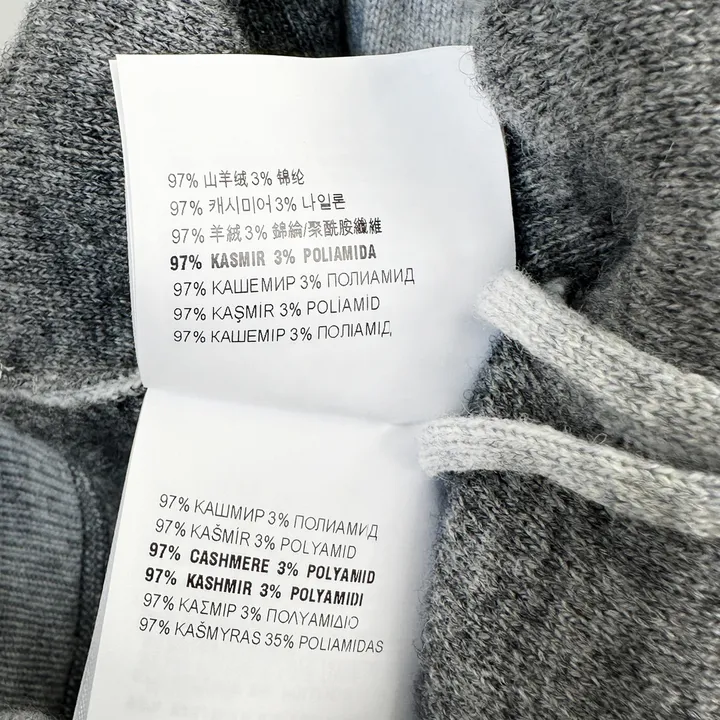 97% 山羊绒 3% 锦纶
97% 캐시미어 3% 나일론
97% 羊絨 3% 錦綸/聚酰胺纖維
97% KASMIR 3% POLIAMIDA
97% КАШЕМИР 3% ПОЛИАМИД
97% KAŞMIR 3% POLİAMİD
97% КАШЕМІР 3% ПОЛІАМІД
97% КАШМИР 3% ПОЛИАМИД
97% KAŠMÍR 3% POLYAMID
97% CASHMERE 3% POLYAMID
97% KASHMIR 3% POLYAMIDI
97% ΚΑΣΜΙΡ 3% ΠΟΛΥΑΜΙΔΙΟ
97% KAŠMYRAS 35% POLIAMIDAS